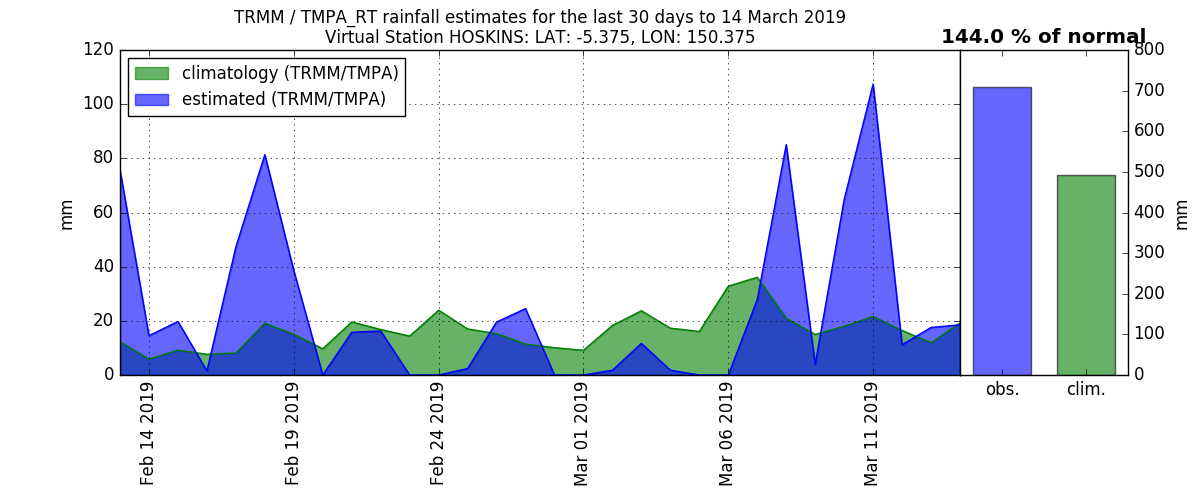 TRMM / TMPA_RT rainfall estimates for the last 30 days to 14 March 2019
Virtual Station HOSKINS: LAT: -5.375, LON: 150.375
144.0 % of normal
climatology (TRMM/TMPA)
estimated (TRMM/TMPA)
120
100
80
60
40
20
0
mm
800
700
600
500
400
300
200
100
0
mm
Feb 14 2019
Feb 19 2019
Feb 24 2019
Mar 01 2019
Mar 06 2019
Mar 11 2019
obs.
clim.